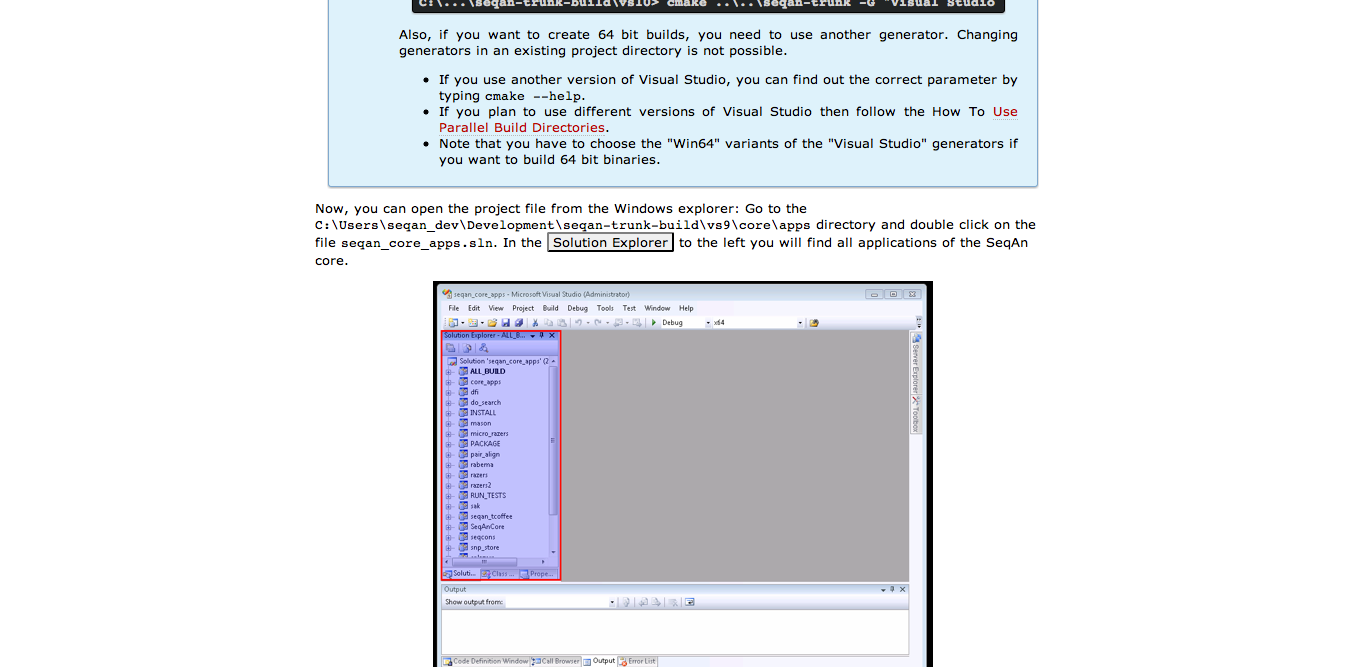 C:\...\seqan-trunk-build\vs10> cmake ..\..\seqan-trunk -G "Visual Studio
Also, if you want to create 64 bit builds, you need to use another generator. Changing
generators in an existing project directory is not possible.
If you use another version of Visual Studio, you can find out the correct parameter by
typing cmake --help.
If you plan to use different versions of Visual Studio then follow the How To Use
Parallel Build Directories.
Note that you have to choose the "Win64" variants of the "Visual Studio" generators if
you want to build 64 bit binaries.
Now, you can open the project file from the Windows explorer: Go to the
C:\Users\seqan_dev\Development\seqan-trunk-build\vs9\core\apps directory and double click on the
file seqan_core_apps.sln. In the Solution Explorer to the left you will find all applications of the SeqAn
core.
seqan_core_apps - Microsoft Visual Studio (Administrator)
File Edit View Project Build Debug Tools Test Window Help
Debug x64
Solution Explorer - ALL_B...
Solution 'seqan_core_apps' (2
ALL_BUILD
core_apps
dfi
do_search
INSTALL
mason
micro_razers
PACKAGE
pair_align
rabema
razers
razers2
RUN_TESTS
sak
seqan_tcoffee
SeqAnCore
seqcons
snp_store
Soluti... Class ... Prope...
Server Explorer
Toolbox
Output
Show output from:
Code Definition Window Call Browser Output Error List